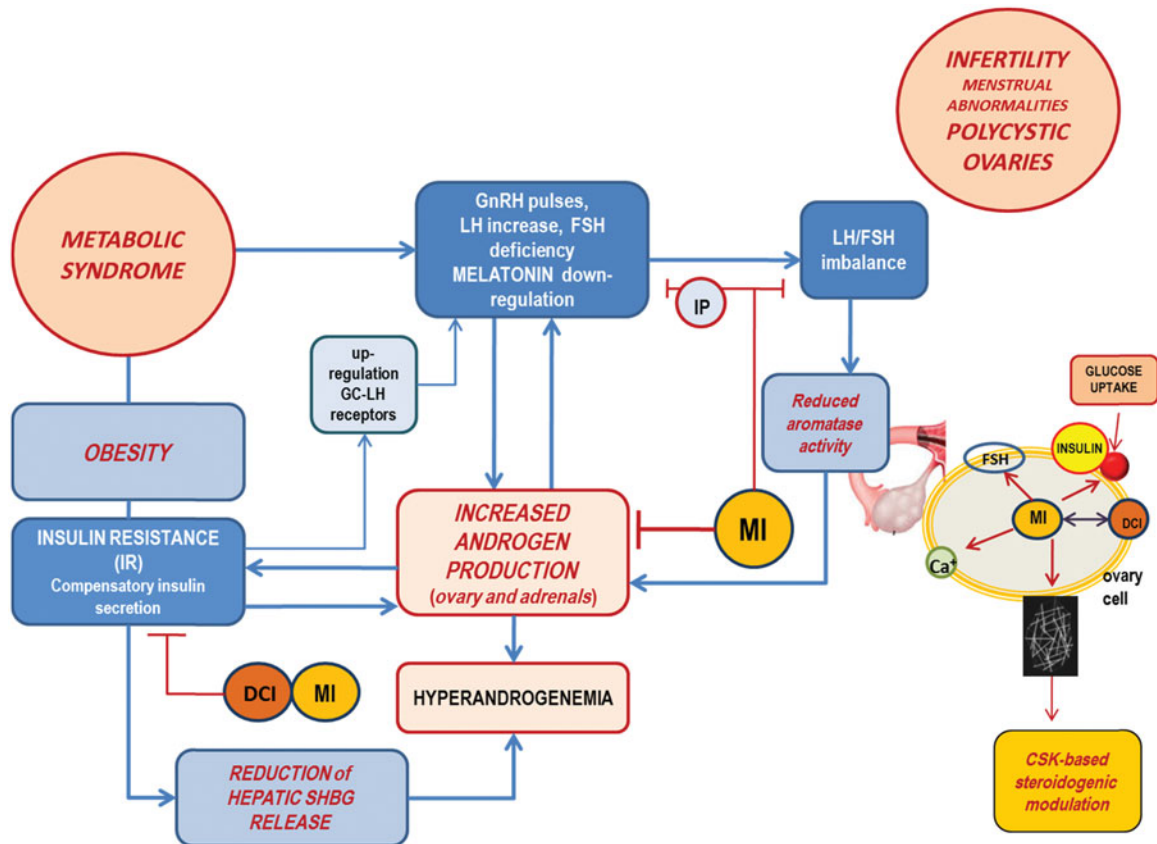 INFERTILITY
MENSTRUAL
ABNORMALITIES
POLYCYSTIC
OVARIES
METABOLIC
SYNDROME
GnRH pulses,
LH increase, FSH
deficiency
MELATONIN down-
regulation
LH/FSH
imbalance
IP
up-
regulation
GC-LH
receptors
OBESITY
Reduced
aromatase
activity
GLUCOSE
UPTAKE
INSULIN
FSH
MI
DCI
Ca+
ovary
cell
INSULIN RESISTANCE
(IR)
Compensatory insulin
secretion
INCREASED
ANDROGEN
PRODUCTION
(ovary and adrenals)
MI
DCI
MI
HYPERANDROGENEMIA
REDUCTION of
HEPATIC SHBG
RELEASE
CSK-based
steroidogenic
modulation